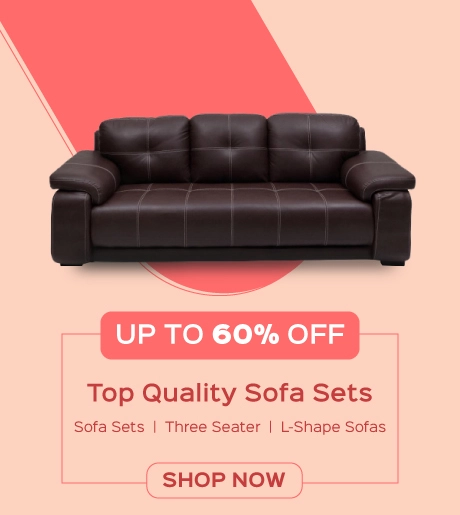 UP TO 60% OFF
Top Quality Sofa Sets
Sofa Sets | Three Seater | L-Shape Sofas
SHOP NOW